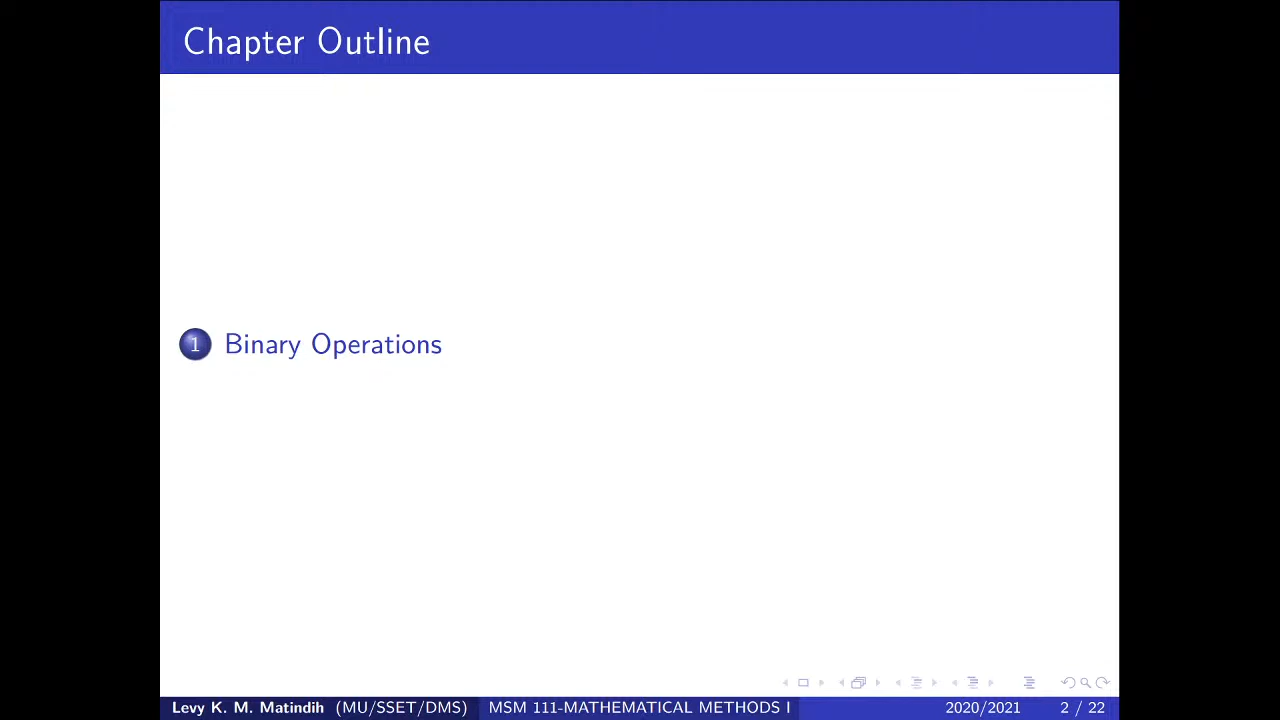 Chapter Outline
1 Binary Operations
Levy K. M. Matindih (MU/SSET/DMS) MSM 111-MATHEMATICAL METHODS I 2020/2021 2 / 22